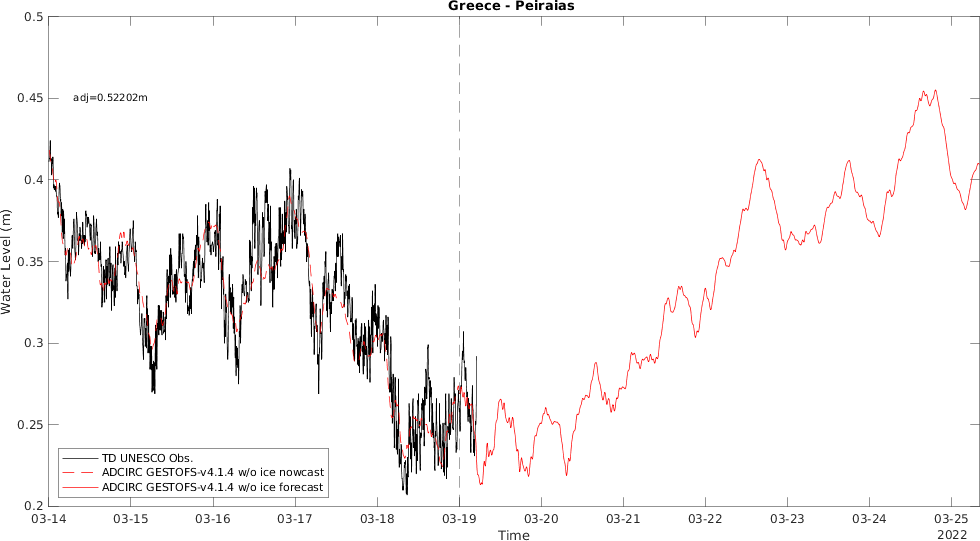 Greece - Peiraias
0.5
0.45
0.4
0.35
0.3
0.25
0.2
Water Level (m)
adj=0.52202m
TD UNESCO Obs.
ADCIRC GESTOFS-v4.1.4 w/o ice nowcast
ADCIRC GESTOFS-v4.1.4 w/o ice forecast
03-14 03-15 03-16 03-17 03-18 03-19 03-20 03-21 03-22 03-23 03-24 03-25
2022
Time